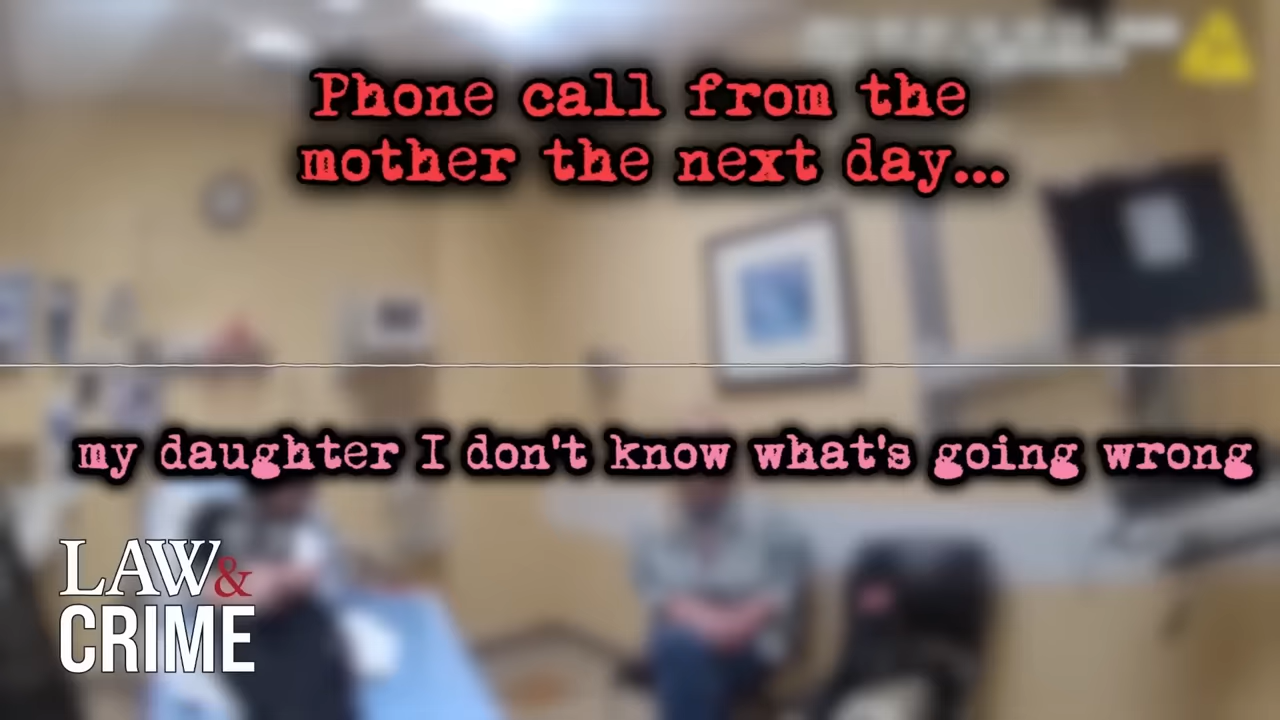 Phone call from the
mother the next day...
my daughter I don't know what's going wrong
LAW&
CRIME